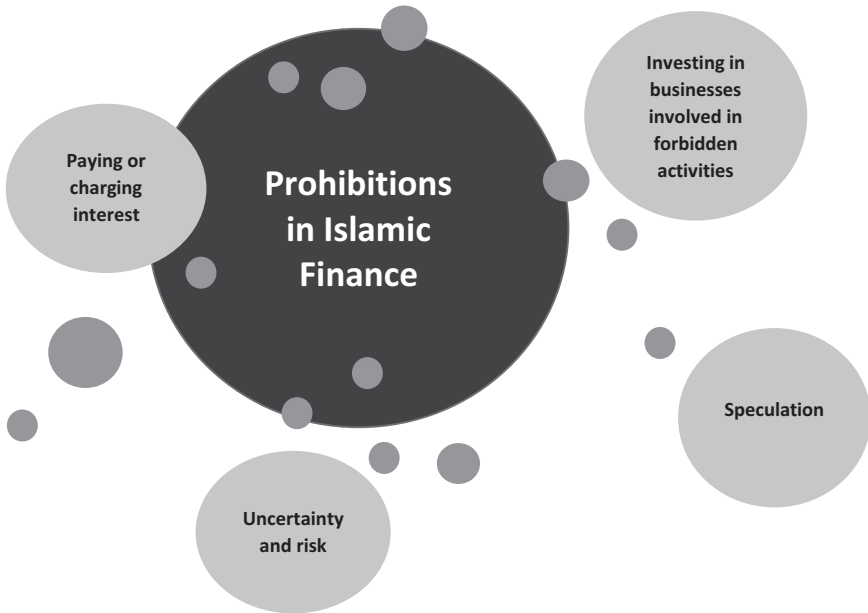 Prohibitions
in Islamic
Finance
Paying or
charging
interest
Investing in
businesses
involved in
forbidden
activities
Speculation
Uncertainty
and risk